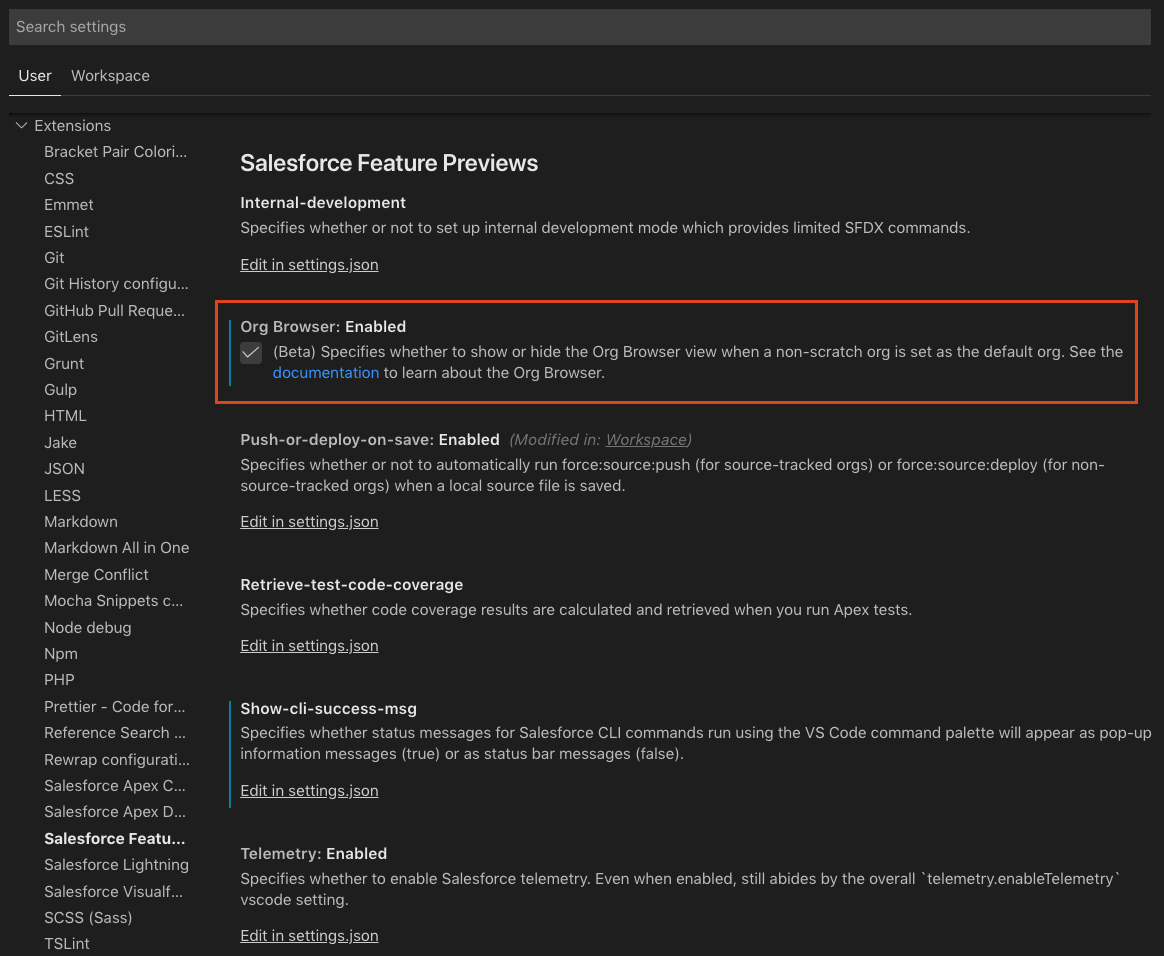 Search settings
User
Workspace
Extensions
Bracket Pair Colori...
CSS
Emmet
ESLint
Git
Git History configu...
GitHub Pull Reque...
GitLens
Grunt
Gulp
HTML
Jake
JSON
LESS
Markdown
Markdown All in One
Merge Conflict
Mocha Snippets c...
Node debug
Npm
PHP
Prettier - Code for...
Reference Search ...
Rewrap configurati...
Salesforce Apex C...
Salesforce Apex D...
Salesforce Featu...
Salesforce Lightning
Salesforce Visualf...
SCSS (Sass)
TSLint
Salesforce Feature Previews
Internal-development
Specifies whether or not to set up internal development mode which provides limited SFDX commands.
Edit in settings.json
Org Browser: Enabled
(Beta) Specifies whether to show or hide the Org Browser view when a non-scratch org is set as the default org. See the
documentation to learn about the Org Browser.
Push-or-deploy-on-save: Enabled (Modified in: Workspace)
Specifies whether or not to automatically run force:source:push (for source-tracked orgs) or force:source:deploy (for non-
source-tracked orgs) when a local source file is saved.
Edit in settings.json
Retrieve-test-code-coverage
Specifies whether code coverage results are calculated and retrieved when you run Apex tests.
Edit in settings.json
Show-cli-success-msg
Specifies whether status messages for Salesforce CLI commands run using the VS Code command palette will appear as pop-up
information messages (true) or as status bar messages (false).
Edit in settings.json
Telemetry: Enabled
Specifies whether to enable Salesforce telemetry. Even when enabled, still abides by the overall `telemetry.enableTelemetry`
vscode setting.
Edit in settings.json